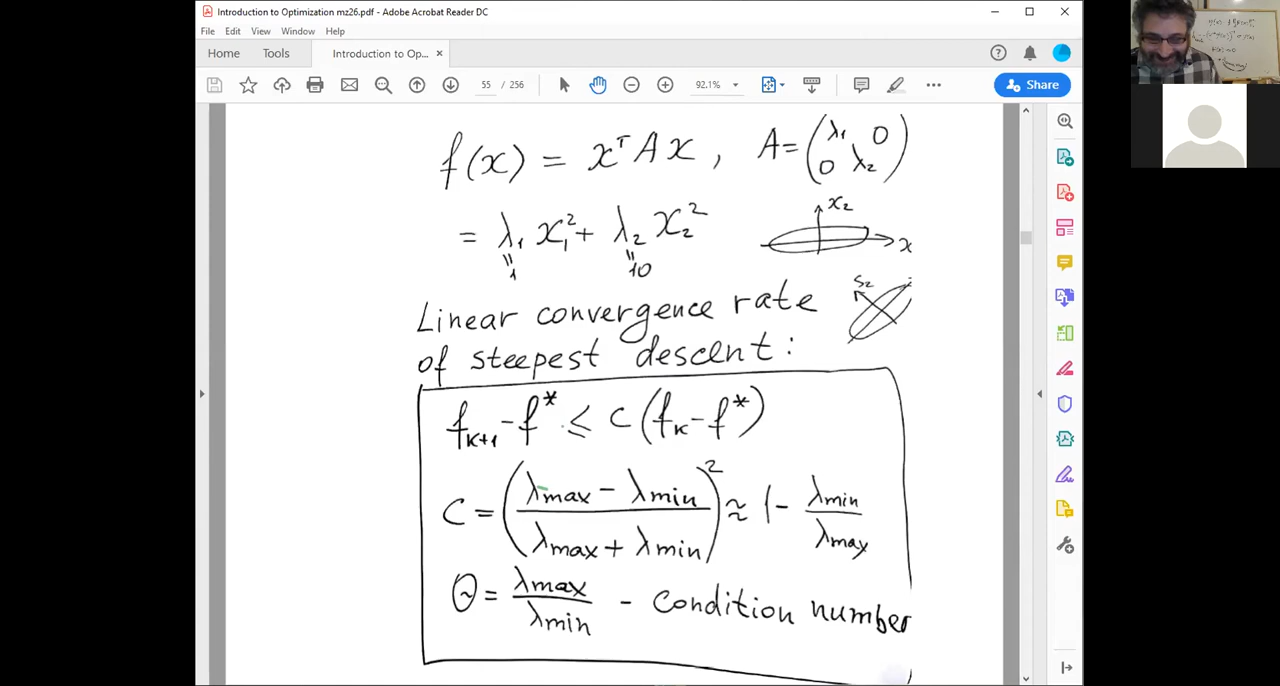 Introduction to Optimization mz26.pdf - Adobe Acrobat Reader DC
File Edit View Window Help
Home Tools Introduction to Op... ×
55 / 256 92.1% Share
f(x) = xᵀAx, A = (λ₁ 0
0 λ₂)
x₂
= λ₁x₁² + λ₂x₂²
x
" "
1 10
s₂
Linear convergence rate
of steepest descent:
fₖ₊₁ - f* ≤ c(fₖ - f*)
c = ((λmax - λmin) / (λmax + λmin))² ≈ 1 - λmin / λmax
Θ = λmax / λmin - condition number